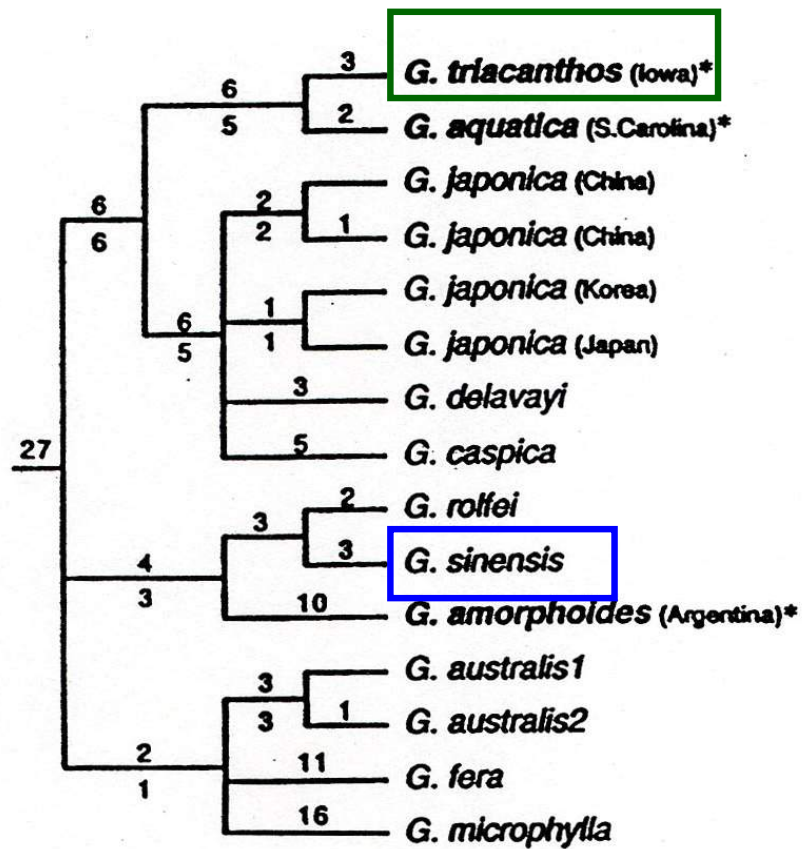 3
G. triacanthos (Iowa)*
6
5
2
G. aquatica (S.Carolina)*
G. japonica (China)
2
2
6
6
1
G. japonica (China)
G. japonica (Korea)
1
1
6
5
G. japonica (Japan)
3
G. delavayi
27
5
G. caspica
2
G. rolfei
3
3
G. sinensis
4
3
10
G. amorphoides (Argentina)*
G. australis1
3
3
1
G. australis2
2
1
11
G. fera
16
G. microphylla